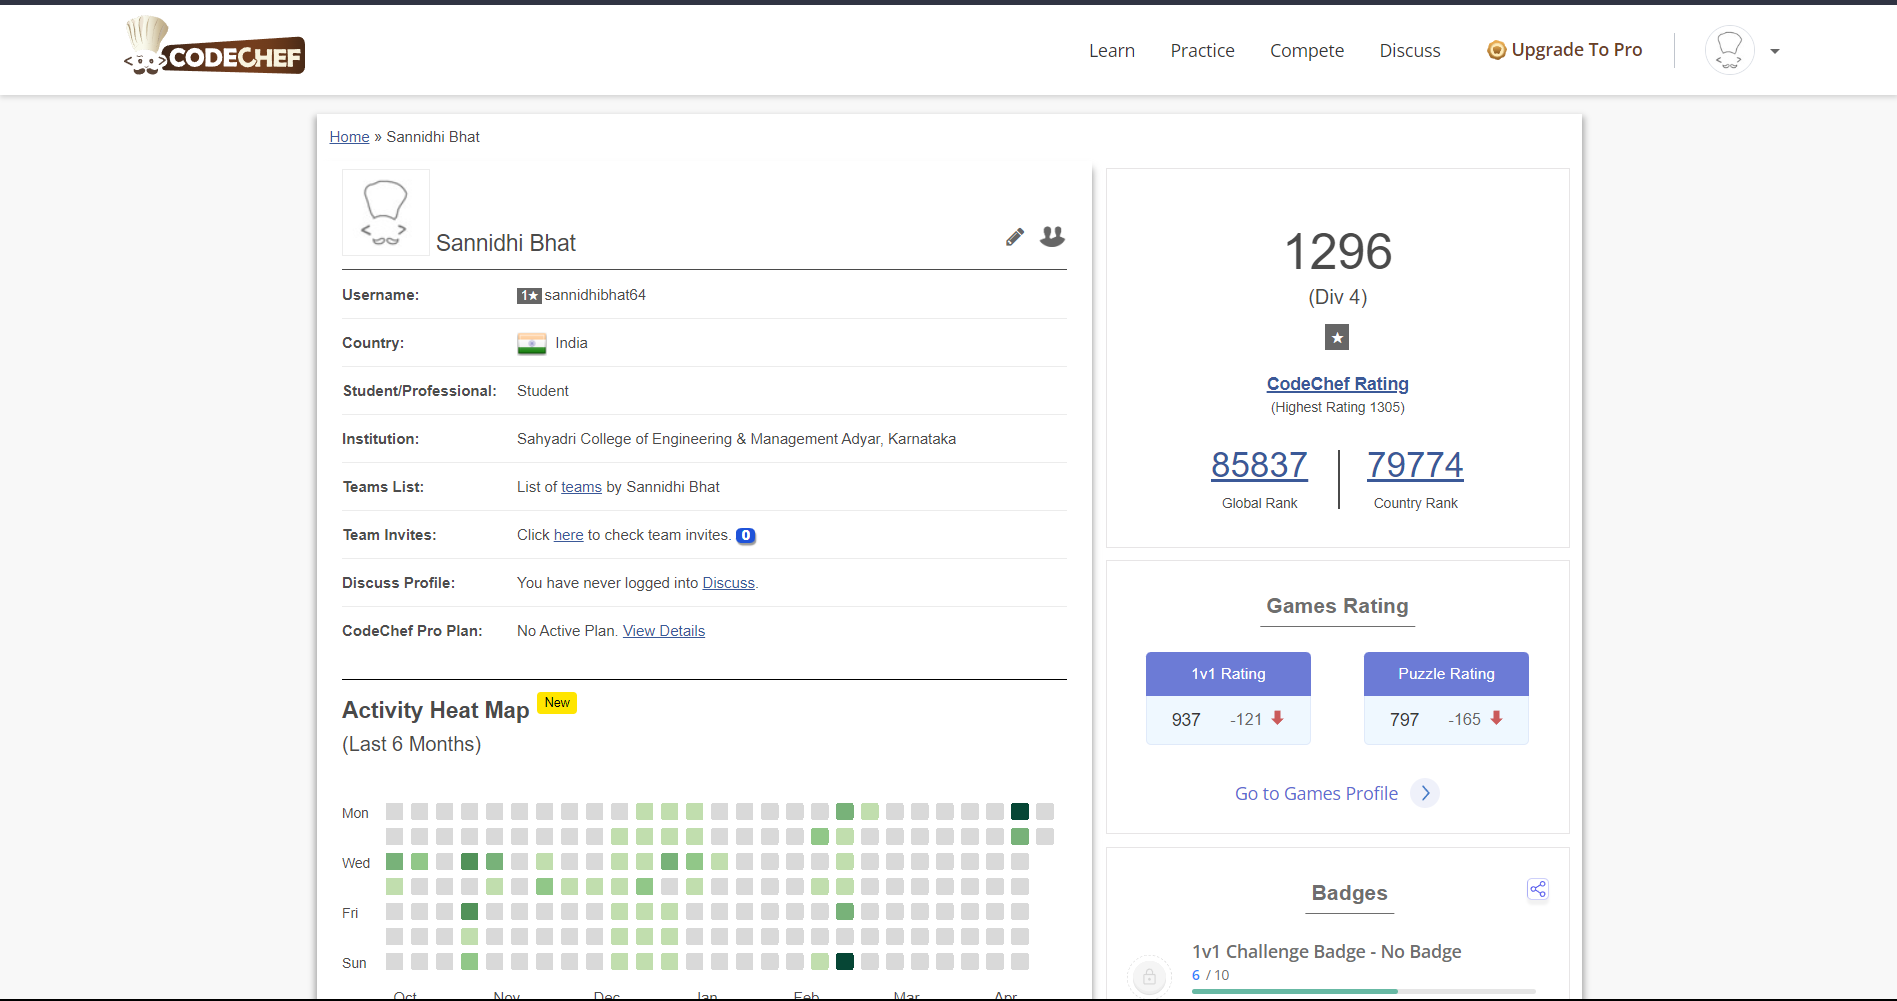 CODECHEF
Learn Practice Compete Discuss Upgrade To Pro
Home » Sannidhi Bhat
Sannidhi Bhat
Username: 1★ sannidhibhat64
Country: India
Student/Professional: Student
Institution: Sahyadri College of Engineering & Management Adyar, Karnataka
Teams List: List of teams by Sannidhi Bhat
Team Invites: Click here to check team invites. 0
Discuss Profile: You have never logged into Discuss.
CodeChef Pro Plan: No Active Plan. View Details
Activity Heat Map New
(Last 6 Months)
Mon
Wed
Fri
Sun
Oct Nov Dec Jan Feb Mar Apr
1296
(Div 4)
★
CodeChef Rating
(Highest Rating 1305)
85837 79774
Global Rank Country Rank
Games Rating
1v1 Rating Puzzle Rating
937 -121 797 -165
Go to Games Profile
Badges
1v1 Challenge Badge - No Badge
6 / 10